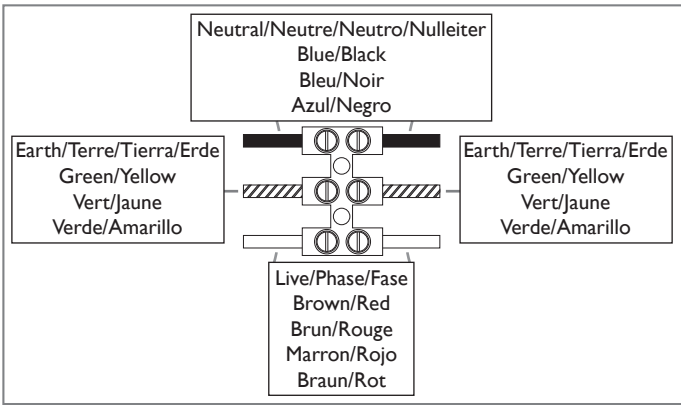 Neutral/Neutre/Neutro/Nulleiter
Blue/Black
Bleu/Noir
Azul/Negro
Earth/Terre/Tierra/Erde
Green/Yellow
Vert/Jaune
Verde/Amarillo
Earth/Terre/Tierra/Erde
Green/Yellow
Vert/Jaune
Verde/Amarillo
Live/Phase/Fase
Brown/Red
Brun/Rouge
Marron/Rojo
Braun/Rot